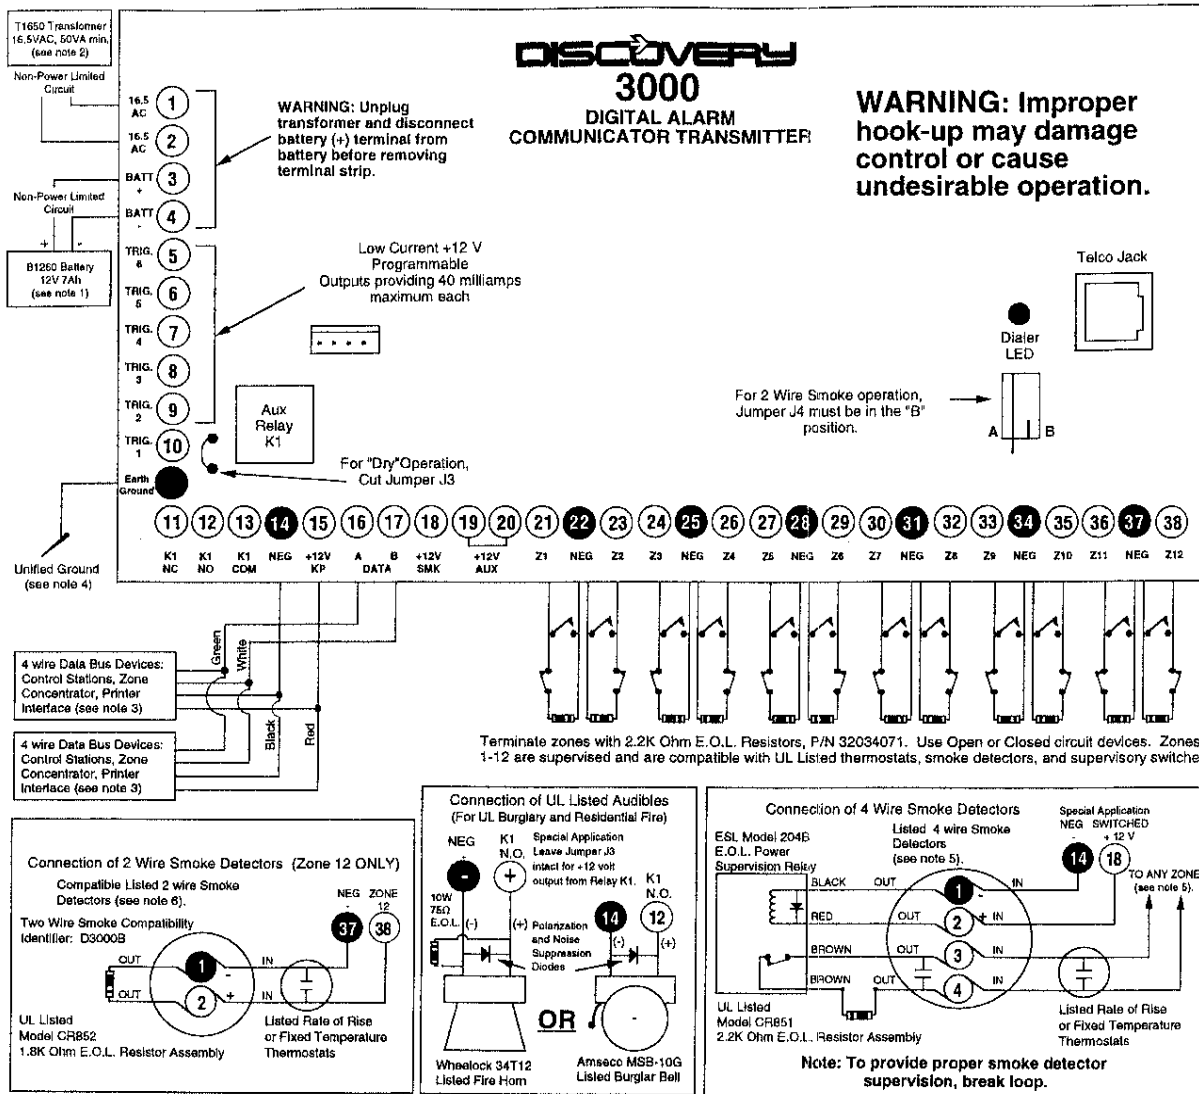 T1650 Transformer
16.5VAC, 50VA min.
(see note 2)
Non-Power Limited
Circuit
DISCOVERY
3000
DIGITAL ALARM
COMMUNICATOR TRANSMITTER
WARNING: Unplug
transformer and disconnect
battery (+) terminal from
battery before removing
terminal strip.
WARNING: Improper
hook-up may damage
control or cause
undesirable operation.
16.5
AC
1
16.5
AC
2
BATT
+
3
BATT
-
4
Non-Power Limited
Circuit
+ -
B1260 Battery
12V 7Ah
(see note 1)
TRIG.
6
5
TRIG.
5
6
TRIG.
4
7
TRIG.
3
8
TRIG.
2
9
TRIG.
1
10
Earth
Ground
Low Current +12 V
Programmable
Outputs providing 40 milliamps
maximum each
Aux
Relay
K1
For "Dry"Operation,
Cut Jumper J3
Telco Jack
Dialer
LED
For 2 Wire Smoke operation,
Jumper J4 must be in the "B"
position.
A B
Unified Ground
(see note 4)
11 12 13 14 15 16 17 18 19 20 21 22 23 24 25 26 27 28 29 30 31 32 33 34 35 36 37 38
K1 K1 K1 NEG +12V A B +12V +12V Z1 NEG Z2 Z3 NEG Z4 Z5 NEG Z6 Z7 NEG Z8 Z9 NEG Z10 Z11 NEG Z12
NC NO COM KP DATA SMK AUX
Green
White
Black
Red
4 wire Data Bus Devices:
Control Stations, Zone
Concentrator, Printer
Interface (see note 3)
4 wire Data Bus Devices:
Control Stations, Zone
Concentrator, Printer
Interface (see note 3)
Terminate zones with 2.2K Ohm E.O.L. Resistors, P/N 32034071. Use Open or Closed circuit devices. Zones
1-12 are supervised and are compatible with UL Listed thermostats, smoke detectors, and supervisory switche
Connection of 2 Wire Smoke Detectors (Zone 12 ONLY)
Compatible Listed 2 wire Smoke
Detectors (see note 6).
Two Wire Smoke Compatibility
Identifier: D3000B
NEG ZONE
- 12
37 38
OUT 1 - IN
OUT 2 + IN
UL Listed
Model CR852
1.8K Ohm E.O.L. Resistor Assembly
Listed Rate of Rise
or Fixed Temperature
Thermostats
Connection of UL Listed Audibles
(For UL Burglary and Residential Fire)
NEG
-
K1
N.O.
+
Special Application
Leave Jumper J3
intact for +12 volt
output from Relay K1.
K1
N.O.
14 12
10W
75Ω
E.O.L.
(-) (+)
Polarization
and Noise
Suppression
Diodes
(-) (+)
OR
-
Wheelock 34T12
Listed Fire Horn
Amseco MSB-10G
Listed Burglar Bell
Connection of 4 Wire Smoke Detectors
ESL Model 204B
E.O.L. Power
Supervision Relay
Listed 4 wire Smoke
Detectors
(see note 5).
Special Application
NEG SWITCHED
- + 12 V
14 18
TO ANY ZONE
(see note 5).
BLACK OUT 1 - IN
RED OUT 2 + IN
BROWN OUT 3 IN
BROWN OUT 4 IN
UL Listed
Model CR851
2.2K Ohm E.O.L. Resistor Assembly
Listed Rate of Rise
or Fixed Temperature
Thermostats
Note: To provide proper smoke detector
supervision, break loop.